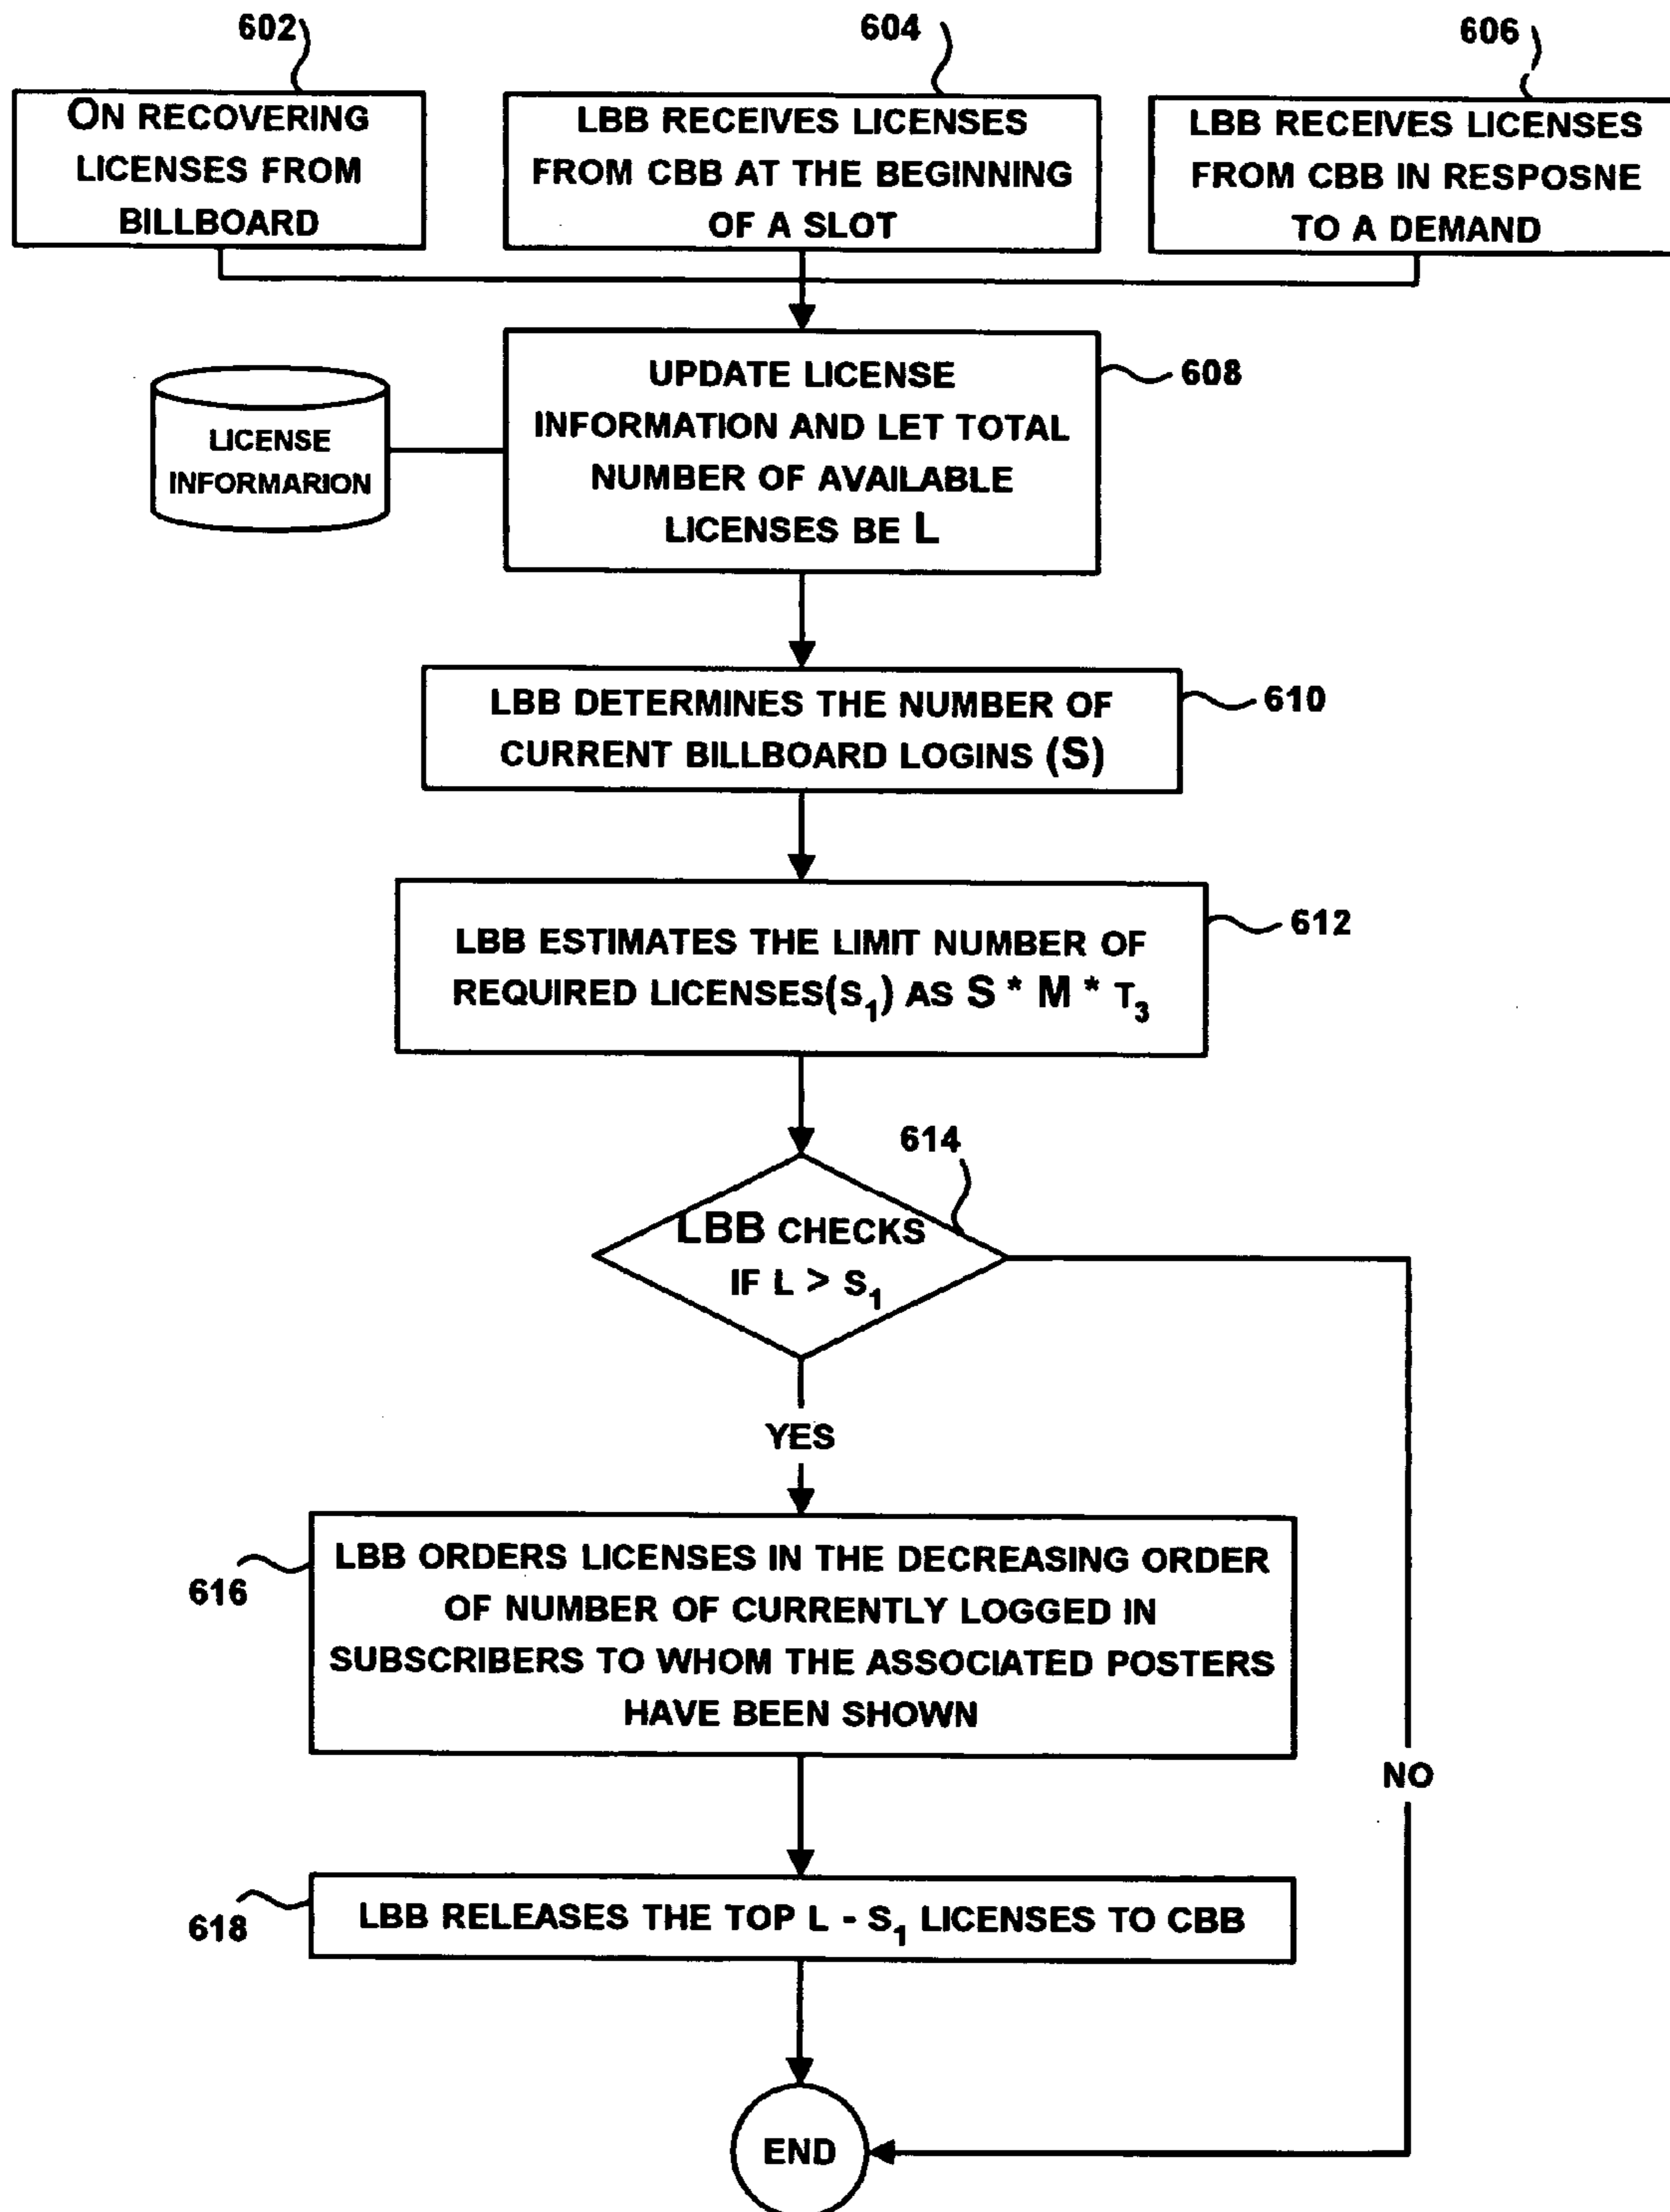 602
604
606
ON RECOVERING
LICENSES FROM
BILLBOARD
LBB RECEIVES LICENSES
FROM CBB AT THE BEGINNING
OF A SLOT
LBB RECEIVES LICENSES
FROM CBB IN RESPOSNE
TO A DEMAND
UPDATE LICENSE
INFORMATION AND LET TOTAL
NUMBER OF AVAILABLE
LICENSES BE L
608
LICENSE
INFORMARION
LBB DETERMINES THE NUMBER OF
CURRENT BILLBOARD LOGINS (S)
610
LBB ESTIMATES THE LIMIT NUMBER OF
REQUIRED LICENSES(S₁) AS S * M * T₃
612
614
LBB CHECKS
IF L > S₁
YES
616
LBB ORDERS LICENSES IN THE DECREASING ORDER
OF NUMBER OF CURRENTLY LOGGED IN
SUBSCRIBERS TO WHOM THE ASSOCIATED POSTERS
HAVE BEEN SHOWN
NO
618
LBB RELEASES THE TOP L - S₁ LICENSES TO CBB
END